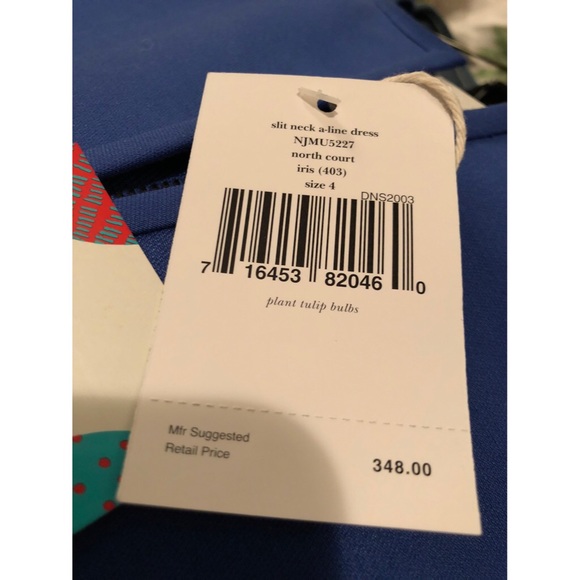 slit neck a-line dress
NJMU5227
north court
iris (403)
size 4
DNS2003
7 16453 82046 0
plant tulip bulbs
Mfr Suggested
Retail Price
348.00